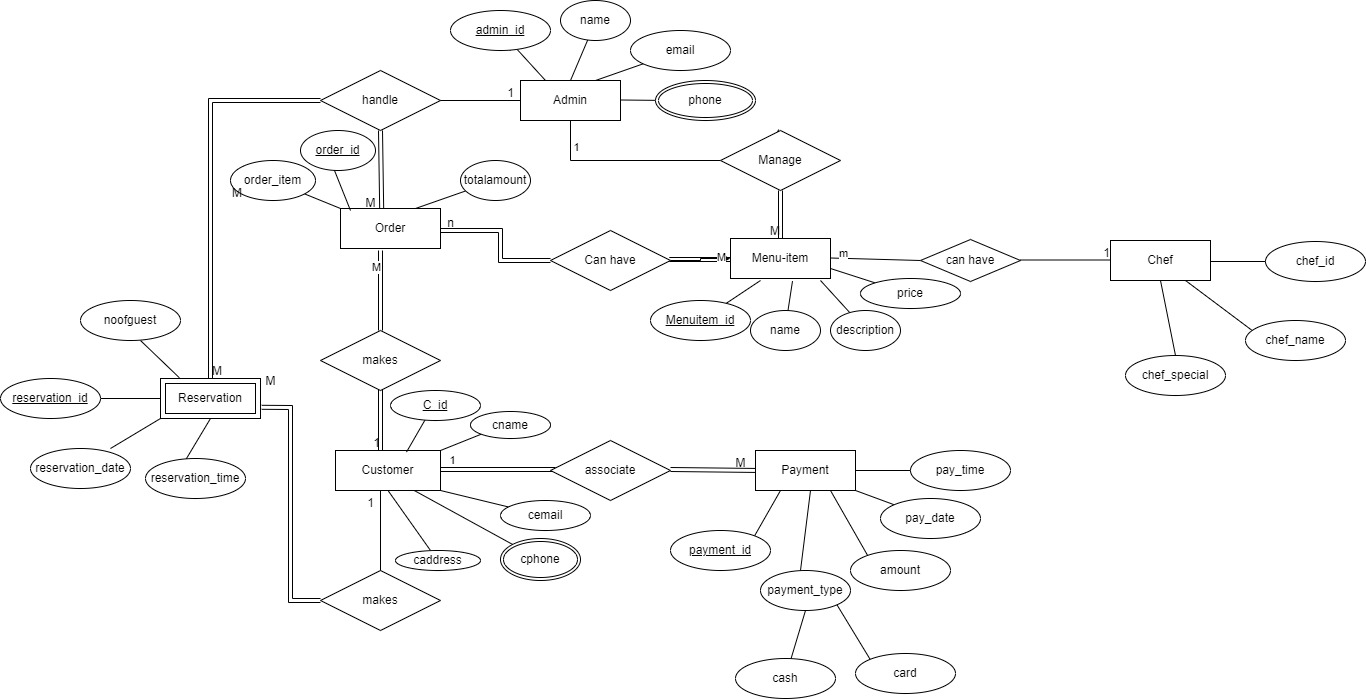 name
admin_id
email
handle
1
Admin
phone
order_id
1
Manage
order_item
totalamount
M
M
n
M
Order
m
1
Can have
M
Menu-item
can have
Chef
chef_id
M
price
noofguest
Menuitem_id
name
description
chef_name
makes
M
M
chef_special
reservation_id
Reservation
C_id
cname
1
reservation_date
reservation_time
Customer
1
associate
M
Payment
pay_time
1
cemail
pay_date
caddress
cphone
payment_id
amount
makes
payment_type
cash
card